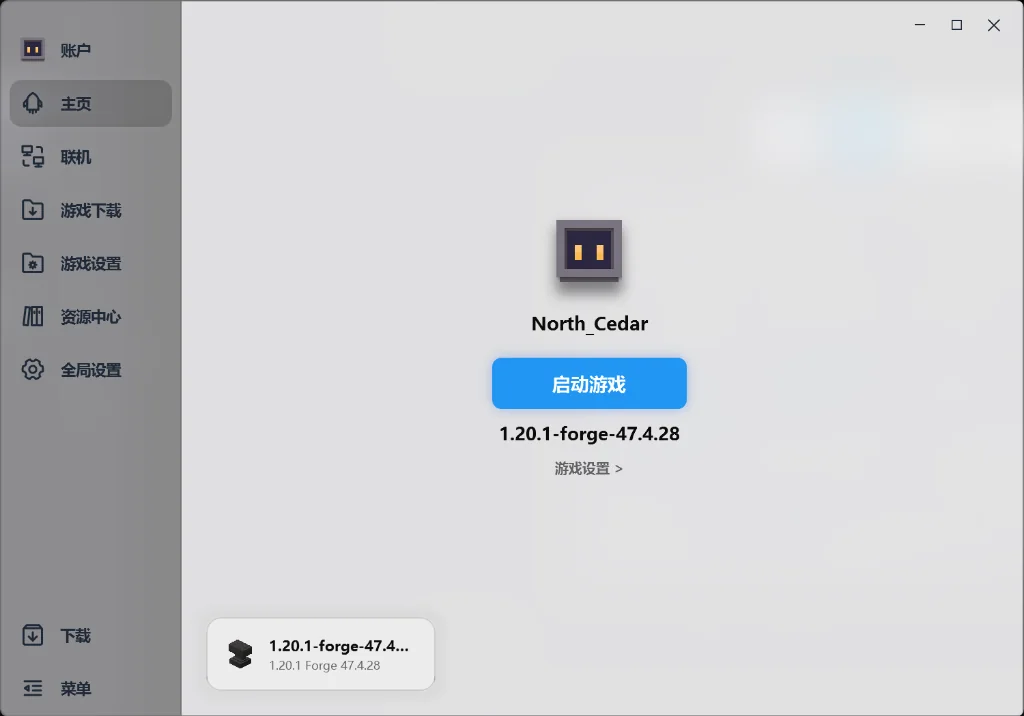 账户
主页
联机
游戏下载
游戏设置
资源中心
全局设置
下载
菜单
North_Cedar
启动游戏
1.20.1-forge-47.4.28
游戏设置 >
1.20.1-forge-47.4...
1.20.1 Forge 47.4.28